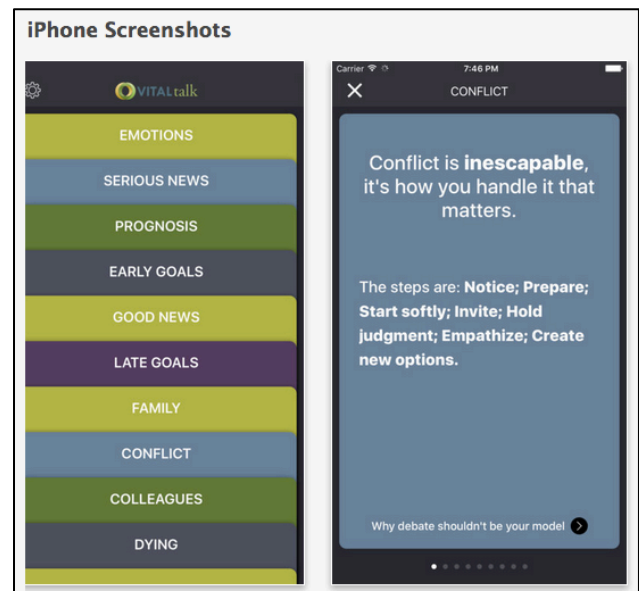 iPhone Screenshots
VITALtalk
EMOTIONS
SERIOUS NEWS
PROGNOSIS
EARLY GOALS
GOOD NEWS
LATE GOALS
FAMILY
CONFLICT
COLLEAGUES
DYING
Carrier 7:46 PM
CONFLICT
Conflict is inescapable,
it's how you handle it that
matters.
The steps are: Notice; Prepare;
Start softly; Invite; Hold
judgment; Empathize; Create
new options.
Why debate shouldn't be your model